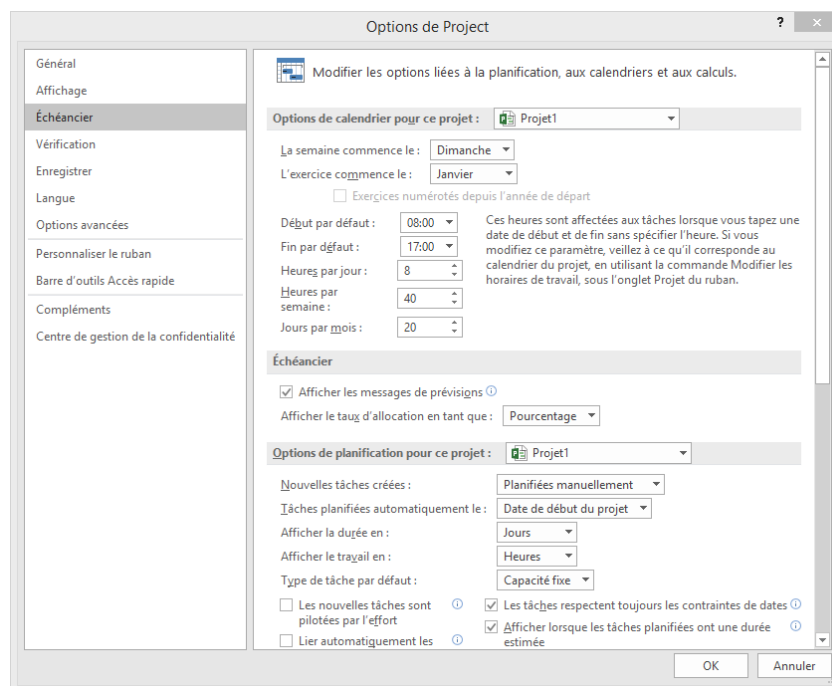 Options de Project
?
Général
Affichage
Échéancier
Vérification
Enregistrer
Langue
Options avancées
Personnaliser le ruban
Barre d'outils Accès rapide
Compléments
Centre de gestion de la confidentialité
Modifier les options liées à la planification, aux calendriers et aux calculs.
Options de calendrier pour ce projet : Projet1
La semaine commence le : Dimanche
L'exercice commence le : Janvier
Exercices numérotés depuis l'année de départ
Début par défaut : 08:00
Fin par défaut : 17:00
Heures par jour : 8
Heures par
semaine : 40
Jours par mois : 20
Ces heures sont affectées aux tâches lorsque vous tapez une
date de début et de fin sans spécifier l'heure. Si vous
modifiez ce paramètre, veillez à ce qu'il corresponde au
calendrier du projet, en utilisant la commande Modifier les
horaires de travail, sous l'onglet Projet du ruban.
Échéancier
Afficher les messages de prévisions
Afficher le taux d'allocation en tant que : Pourcentage
Options de planification pour ce projet : Projet1
Nouvelles tâches créées : Planifiées manuellement
Tâches planifiées automatiquement le : Date de début du projet
Afficher la durée en : Jours
Afficher le travail en : Heures
Type de tâche par défaut : Capacité fixe
Les nouvelles tâches sont
pilotées par l'effort
Lier automatiquement les
Les tâches respectent toujours les contraintes de dates
Afficher lorsque les tâches planifiées ont une durée
estimée
OK
Annuler